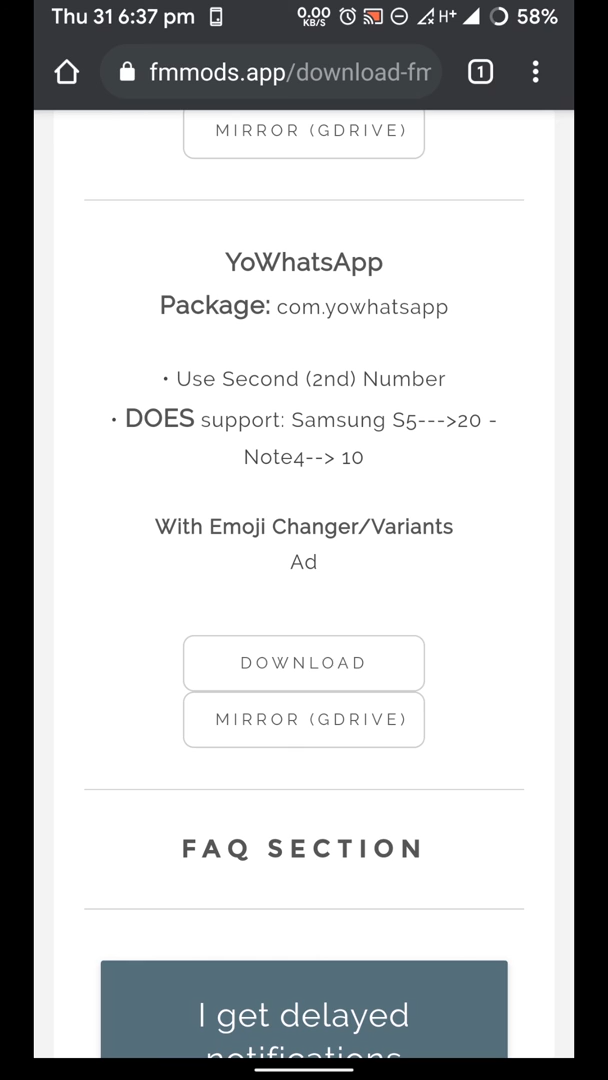 Thu 31 6:37 pm 0.00 KB/S H+ 58%
fmmods.app/download-fm 1
MIRROR (GDRIVE)
YoWhatsApp
Package: com.yowhatsapp
• Use Second (2nd) Number
• DOES support: Samsung S5--->20 -
Note4--> 10
With Emoji Changer/Variants
Ad
DOWNLOAD
MIRROR (GDRIVE)
FAQ SECTION
I get delayed
notifications